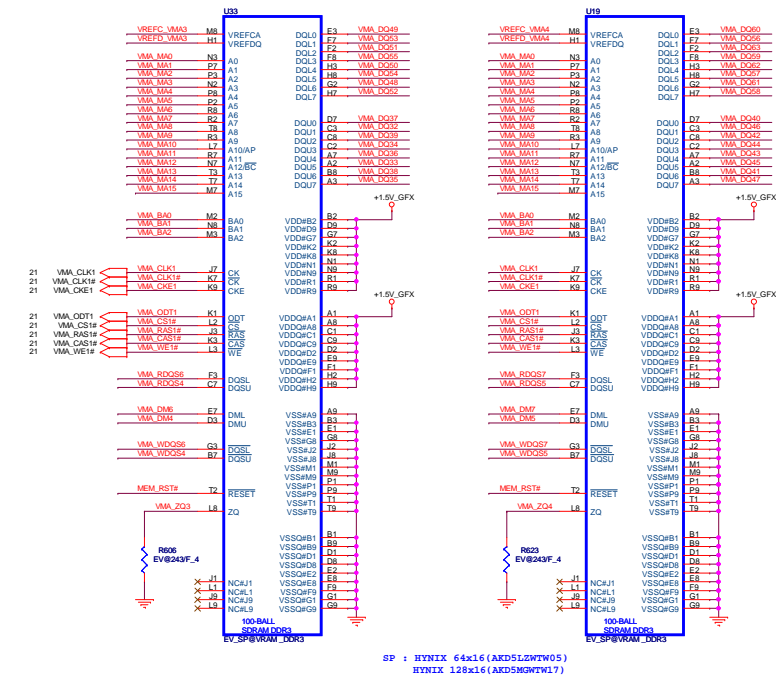 U33
VREFC_VMA3 M8 VREFCA
VREFD_VMA3 H1 VREFDQ
VMA_MA0 N3 A0
VMA_MA1 P7 A1
VMA_MA2 P3 A2
VMA_MA3 N2 A3
VMA_MA4 P8 A4
VMA_MA5 P2 A5
VMA_MA6 R8 A6
VMA_MA7 R2 A7
VMA_MA8 T8 A8
VMA_MA9 R3 A9
VMA_MA10 L7 A10/AP
VMA_MA11 R7 A11
VMA_MA12 N7 A12/BC
VMA_MA13 T3 A13
VMA_MA14 T7 A14
VMA_MA15 M7 A15
VMA_BA0 M2 BA0
VMA_BA1 N8 BA1
VMA_BA2 M3 BA2
21 VMA_CLK1 VMA_CLK1 J7 CK
21 VMA_CLK1# VMA_CLK1# K7 CK
21 VMA_CKE1 VMA_CKE1 K9 CKE
21 VMA_ODT1 VMA_ODT1 K1 ODT
21 VMA_CS1# VMA_CS1# L2 CS
21 VMA_RAS1# VMA_RAS1# J3 RAS
21 VMA_CAS1# VMA_CAS1# K3 CAS
21 VMA_WE1# VMA_WE1# L3 WE
VMA_RDQS6 F3 DQSL
VMA_RDQS4 C7 DQSU
VMA_DM6 E7 DML
VMA_DM4 D3 DMU
VMA_WDQS6 G3 DQSL
VMA_WDQS4 B7 DQSU
MEM_RST# T2 RESET
VMA_ZQ3 L8 ZQ
R606
EV@243/F_4
J1 NC#J1
L1 NC#L1
J9 NC#J9
L9 NC#L9
DQL0 E3 VMA_DQ49
DQL1 F7 VMA_DQ53
DQL2 F2 VMA_DQ51
DQL3 F8 VMA_DQ55
DQL4 H3 VMA_DQ50
DQL5 H8 VMA_DQ54
DQL6 G2 VMA_DQ48
DQL7 H7 VMA_DQ52
DQU0 D7 VMA_DQ37
DQU1 C3 VMA_DQ32
DQU2 C8 VMA_DQ39
DQU3 C2 VMA_DQ34
DQU4 A7 VMA_DQ36
DQU5 A2 VMA_DQ33
DQU6 B8 VMA_DQ38
DQU7 A3 VMA_DQ35
+1.5V_GFX
VDD#B2 B2
VDD#D9 D9
VDD#G7 G7
VDD#K2 K2
VDD#K8 K8
VDD#N1 N1
VDD#N9 N9
VDD#R1 R1
VDD#R9 R9
+1.5V_GFX
VDDQ#A1 A1
VDDQ#A8 A8
VDDQ#C1 C1
VDDQ#C9 C9
VDDQ#D2 D2
VDDQ#E9 E9
VDDQ#F1 F1
VDDQ#H2 H2
VDDQ#H9 H9
VSS#A9 A9
VSS#B3 B3
VSS#E1 E1
VSS#G8 G8
VSS#J2 J2
VSS#J8 J8
VSS#M1 M1
VSS#M9 M9
VSS#P1 P1
VSS#P9 P9
VSS#T1 T1
VSS#T9 T9
VSSQ#B1 B1
VSSQ#B9 B9
VSSQ#D1 D1
VSSQ#D8 D8
VSSQ#E2 E2
VSSQ#E8 E8
VSSQ#F9 F9
VSSQ#G1 G1
VSSQ#G9 G9
100-BALL
SDRAM DDR3
EV_SP@VRAM _DDR3
U19
VREFC_VMA4 M8 VREFCA
VREFD_VMA4 H1 VREFDQ
VMA_MA0 N3 A0
VMA_MA1 P7 A1
VMA_MA2 P3 A2
VMA_MA3 N2 A3
VMA_MA4 P8 A4
VMA_MA5 P2 A5
VMA_MA6 R8 A6
VMA_MA7 R2 A7
VMA_MA8 T8 A8
VMA_MA9 R3 A9
VMA_MA10 L7 A10/AP
VMA_MA11 R7 A11
VMA_MA12 N7 A12/BC
VMA_MA13 T3 A13
VMA_MA14 T7 A14
VMA_MA15 M7 A15
VMA_BA0 M2 BA0
VMA_BA1 N8 BA1
VMA_BA2 M3 BA2
VMA_CLK1 J7 CK
VMA_CLK1# K7 CK
VMA_CKE1 K9 CKE
VMA_ODT1 K1 ODT
VMA_CS1# L2 CS
VMA_RAS1# J3 RAS
VMA_CAS1# K3 CAS
VMA_WE1# L3 WE
VMA_RDQS7 F3 DQSL
VMA_RDQS5 C7 DQSU
VMA_DM7 E7 DML
VMA_DM5 D3 DMU
VMA_WDQS7 G3 DQSL
VMA_WDQS5 B7 DQSU
MEM_RST# T2 RESET
VMA_ZQ4 L8 ZQ
R623
EV@243/F_4
J1 NC#J1
L1 NC#L1
J9 NC#J9
L9 NC#L9
DQL0 E3 VMA_DQ60
DQL1 F7 VMA_DQ56
DQL2 F2 VMA_DQ63
DQL3 F8 VMA_DQ59
DQL4 H3 VMA_DQ62
DQL5 H8 VMA_DQ57
DQL6 G2 VMA_DQ61
DQL7 H7 VMA_DQ58
DQU0 D7 VMA_DQ40
DQU1 C3 VMA_DQ46
DQU2 C8 VMA_DQ42
DQU3 C2 VMA_DQ44
DQU4 A7 VMA_DQ43
DQU5 A2 VMA_DQ45
DQU6 B8 VMA_DQ41
DQU7 A3 VMA_DQ47
+1.5V_GFX
VDD#B2 B2
VDD#D9 D9
VDD#G7 G7
VDD#K2 K2
VDD#K8 K8
VDD#N1 N1
VDD#N9 N9
VDD#R1 R1
VDD#R9 R9
+1.5V_GFX
VDDQ#A1 A1
VDDQ#A8 A8
VDDQ#C1 C1
VDDQ#C9 C9
VDDQ#D2 D2
VDDQ#E9 E9
VDDQ#F1 F1
VDDQ#H2 H2
VDDQ#H9 H9
VSS#A9 A9
VSS#B3 B3
VSS#E1 E1
VSS#G8 G8
VSS#J2 J2
VSS#J8 J8
VSS#M1 M1
VSS#M9 M9
VSS#P1 P1
VSS#P9 P9
VSS#T1 T1
VSS#T9 T9
VSSQ#B1 B1
VSSQ#B9 B9
VSSQ#D1 D1
VSSQ#D8 D8
VSSQ#E2 E2
VSSQ#E8 E8
VSSQ#F9 F9
VSSQ#G1 G1
VSSQ#G9 G9
100-BALL
SDRAM DDR3
EV_SP@VRAM _DDR3
SP : HYNIX 64x16(AKD5LZWTW05)
HYNIX 128x16(AKD5MGWTW17)